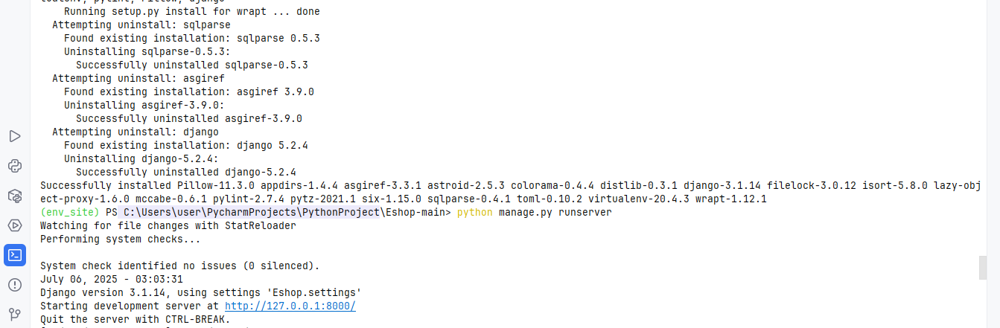 Running setup.py install for wrapt ... done
Attempting uninstall: sqlparse
Found existing installation: sqlparse 0.5.3
Uninstalling sqlparse-0.5.3:
Successfully uninstalled sqlparse-0.5.3
Attempting uninstall: asgiref
Found existing installation: asgiref 3.9.0
Uninstalling asgiref-3.9.0:
Successfully uninstalled asgiref-3.9.0
Attempting uninstall: django
Found existing installation: django 5.2.4
Uninstalling django-5.2.4:
Successfully uninstalled django-5.2.4
Successfully installed Pillow-11.3.0 appdirs-1.4.4 asgiref-3.3.1 astroid-2.5.3 colorama-0.4.4 distlib-0.3.1 django-3.1.14 filelock-3.0.12 isort-5.8.0 lazy-obj
ect-proxy-1.6.0 mccabe-0.6.1 pylint-2.7.4 pytz-2021.1 six-1.15.0 sqlparse-0.4.1 toml-0.10.2 virtualenv-20.4.3 wrapt-1.12.1
(env_site) PS C:\Users\user\PycharmProjects\PythonProject\Eshop-main> python manage.py runserver
Watching for file changes with StatReloader
Performing system checks...
System check identified no issues (0 silenced).
July 06, 2025 - 03:03:31
Django version 3.1.14, using settings 'Eshop.settings'
Starting development server at http://127.0.0.1:8000/
Quit the server with CTRL-BREAK.